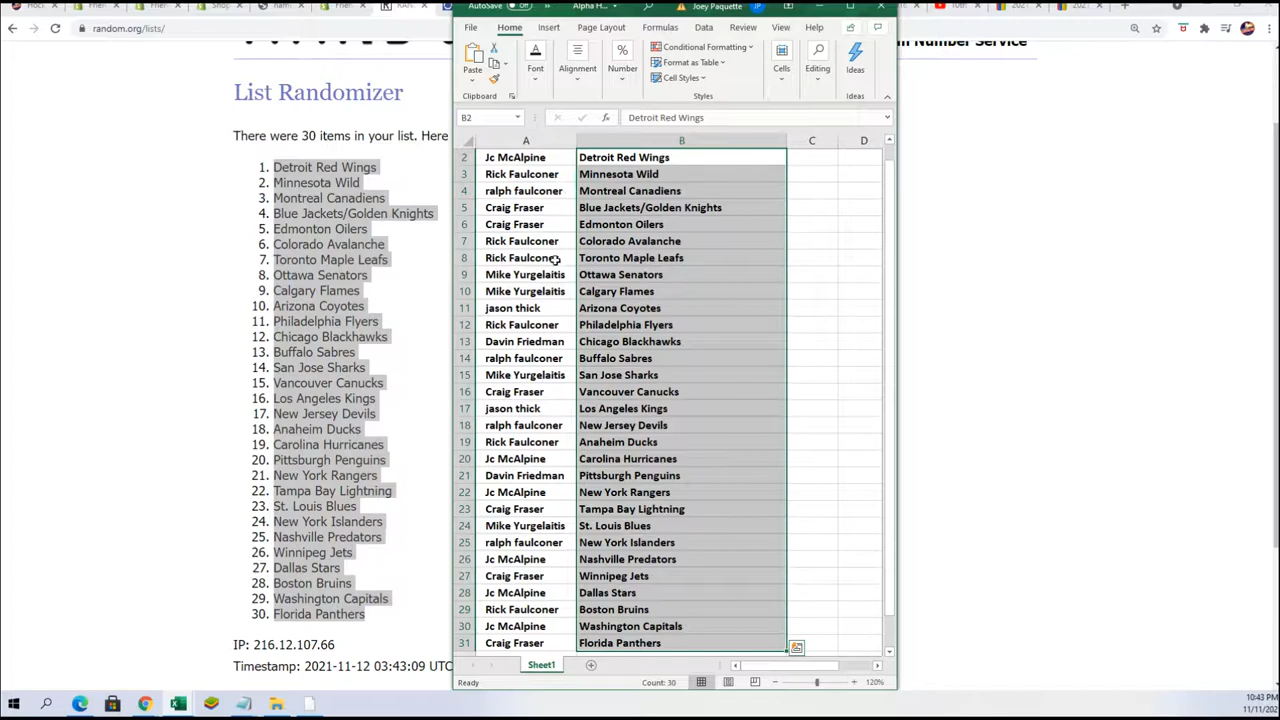 Hock
Frie
AutoSave Off
Alpha H...
Joey Paquette
JP
2021
10th
2021
2021
random.org/lists/
n Number Service
File Home Insert Page Layout Formulas Data Review View Help
Paste
Font
Alignment
Number
Conditional Formatting
Format as Table
Cell Styles
Cells
Editing
Ideas
Clipboard
Styles
Ideas
B2
fx
Detroit Red Wings
List Randomizer
There were 30 items in your list. Here
1. Detroit Red Wings
2. Minnesota Wild
3. Montreal Canadiens
4. Blue Jackets/Golden Knights
5. Edmonton Oilers
6. Colorado Avalanche
7. Toronto Maple Leafs
8. Ottawa Senators
9. Calgary Flames
10. Arizona Coyotes
11. Philadelphia Flyers
12. Chicago Blackhawks
13. Buffalo Sabres
14. San Jose Sharks
15. Vancouver Canucks
16. Los Angeles Kings
17. New Jersey Devils
18. Anaheim Ducks
19. Carolina Hurricanes
20. Pittsburgh Penguins
21. New York Rangers
22. Tampa Bay Lightning
23. St. Louis Blues
24. New York Islanders
25. Nashville Predators
26. Winnipeg Jets
27. Dallas Stars
28. Boston Bruins
29. Washington Capitals
30. Florida Panthers
IP: 216.12.107.66
Timestamp: 2021-11-12 03:43:09 UTC
A B C D
2 Jc McAlpine Detroit Red Wings
3 Rick Faulconer Minnesota Wild
4 ralph faulconer Montreal Canadiens
5 Craig Fraser Blue Jackets/Golden Knights
6 Craig Fraser Edmonton Oilers
7 Rick Faulconer Colorado Avalanche
8 Rick Faulconer Toronto Maple Leafs
9 Mike Yurgelaitis Ottawa Senators
10 Mike Yurgelaitis Calgary Flames
11 jason thick Arizona Coyotes
12 Rick Faulconer Philadelphia Flyers
13 Davin Friedman Chicago Blackhawks
14 ralph faulconer Buffalo Sabres
15 Mike Yurgelaitis San Jose Sharks
16 Craig Fraser Vancouver Canucks
17 jason thick Los Angeles Kings
18 ralph faulconer New Jersey Devils
19 Rick Faulconer Anaheim Ducks
20 Jc McAlpine Carolina Hurricanes
21 Davin Friedman Pittsburgh Penguins
22 Jc McAlpine New York Rangers
23 Craig Fraser Tampa Bay Lightning
24 Mike Yurgelaitis St. Louis Blues
25 ralph faulconer New York Islanders
26 Jc McAlpine Nashville Predators
27 Craig Fraser Winnipeg Jets
28 Jc McAlpine Dallas Stars
29 Rick Faulconer Boston Bruins
30 Jc McAlpine Washington Capitals
31 Craig Fraser Florida Panthers
Sheet1
Ready
Count: 30
120%
10:43 PM
11/11/202